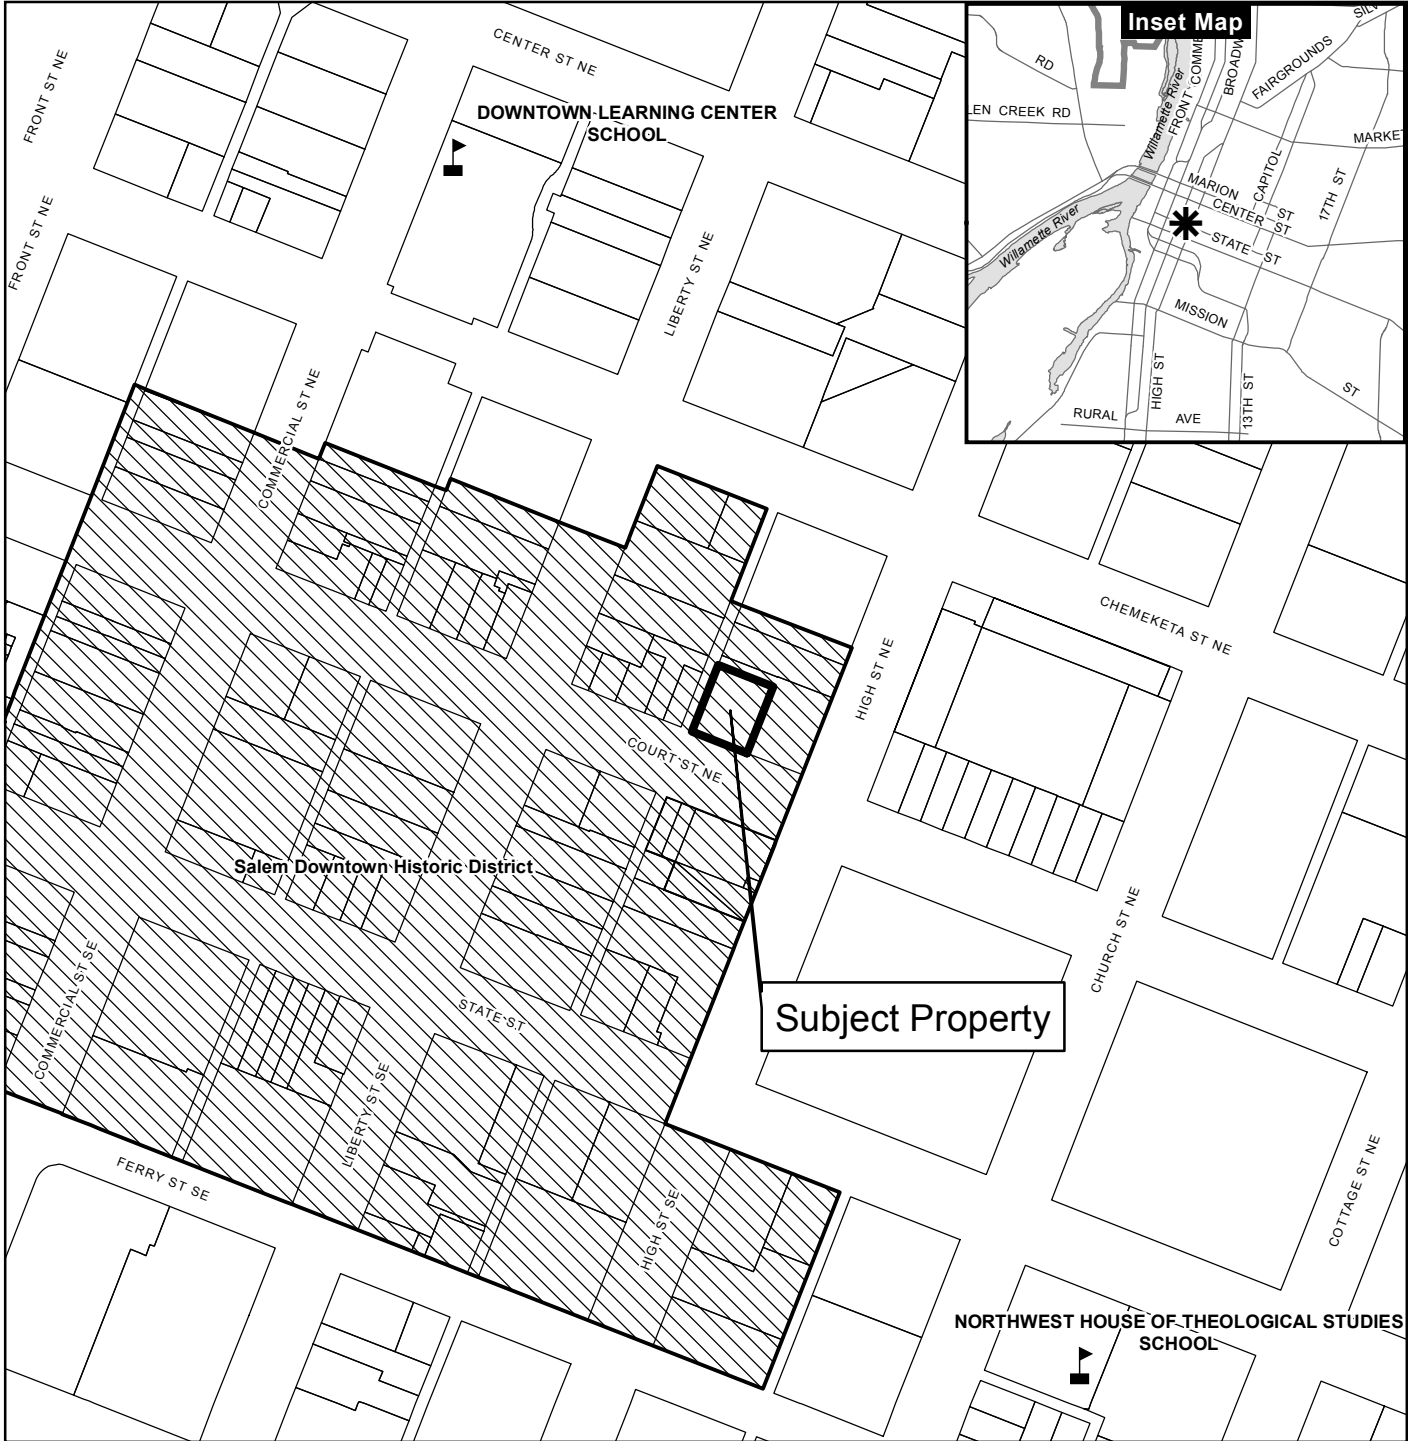 Inset Map
CENTER ST NE
FRONT ST NE
DOWNTOWN LEARNING CENTER
SCHOOL
FRONT ST NE
LIBERTY ST NE
COMMERCIAL ST NE
RD
LEN CREEK RD
Willamette River
FRONT
COMME
BROADW
FAIRGROUNDS
SILV
MARKET
MARION ST
CENTER ST
STATE ST
CAPITOL
17TH ST
Willamette River
MISSION
ST
HIGH ST
13TH ST
RURAL AVE
CHEMEKETA ST NE
HIGH ST NE
COURT ST NE
Salem Downtown Historic District
CHURCH ST NE
COMMERCIAL ST SE
STATE ST
Subject Property
LIBERTY ST SE
FERRY ST SE
HIGH ST SE
COTTAGE ST NE
NORTHWEST HOUSE OF THEOLOGICAL STUDIES
SCHOOL